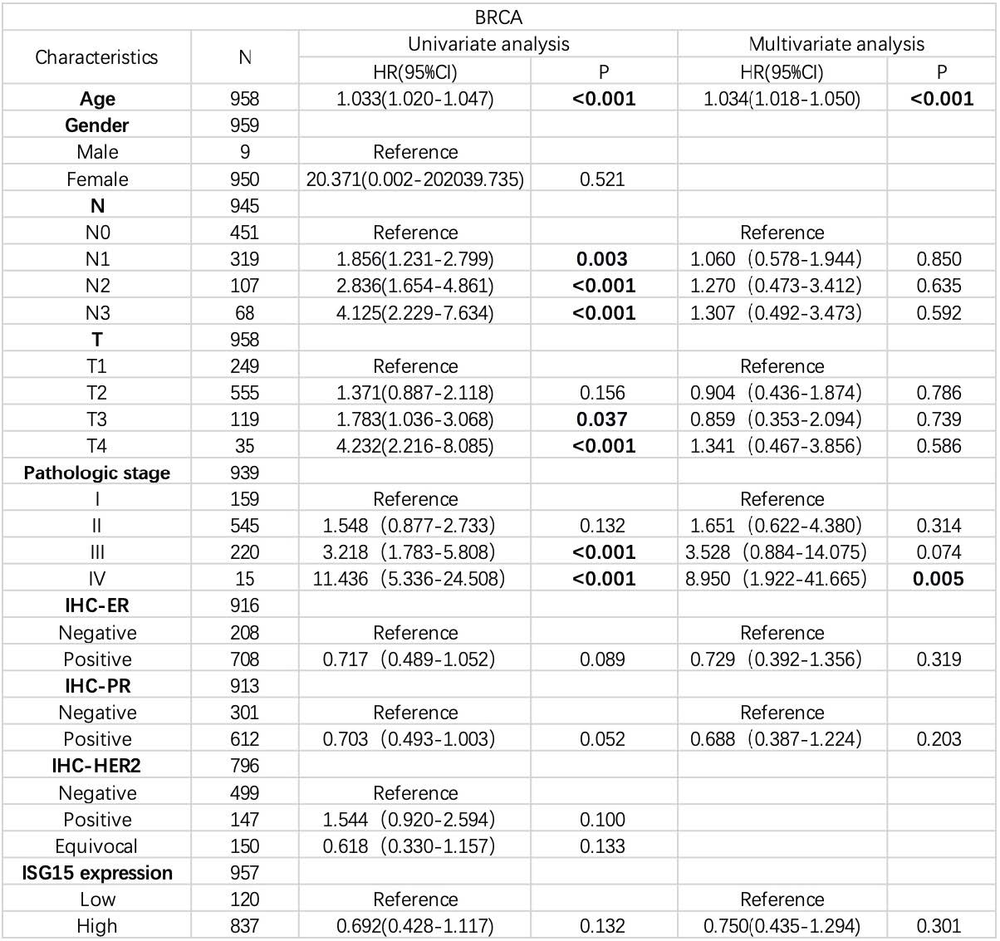 BRCA
Characteristics N Univariate analysis Multivariate analysis
HR(95%CI) P HR(95%CI) P
Age 958 1.033(1.020-1.047) <0.001 1.034(1.018-1.050) <0.001
Gender 959
Male 9 Reference
Female 950 20.371(0.002-202039.735) 0.521
N 945
N0 451 Reference Reference
N1 319 1.856(1.231-2.799) 0.003 1.060（0.578-1.944） 0.850
N2 107 2.836(1.654-4.861) <0.001 1.270（0.473-3.412） 0.635
N3 68 4.125(2.229-7.634) <0.001 1.307（0.492-3.473） 0.592
T 958
T1 249 Reference Reference
T2 555 1.371(0.887-2.118) 0.156 0.904（0.436-1.874） 0.786
T3 119 1.783(1.036-3.068) 0.037 0.859（0.353-2.094） 0.739
T4 35 4.232(2.216-8.085) <0.001 1.341（0.467-3.856） 0.586
Pathologic stage 939
I 159 Reference Reference
II 545 1.548（0.877-2.733） 0.132 1.651（0.622-4.380） 0.314
III 220 3.218（1.783-5.808） <0.001 3.528（0.884-14.075） 0.074
IV 15 11.436（5.336-24.508） <0.001 8.950（1.922-41.665） 0.005
IHC-ER 916
Negative 208 Reference Reference
Positive 708 0.717（0.489-1.052） 0.089 0.729（0.392-1.356） 0.319
IHC-PR 913
Negative 301 Reference Reference
Positive 612 0.703（0.493-1.003） 0.052 0.688（0.387-1.224） 0.203
IHC-HER2 796
Negative 499 Reference
Positive 147 1.544（0.920-2.594） 0.100
Equivocal 150 0.618（0.330-1.157） 0.133
ISG15 expression 957
Low 120 Reference Reference
High 837 0.692(0.428-1.117) 0.132 0.750(0.435-1.294) 0.301